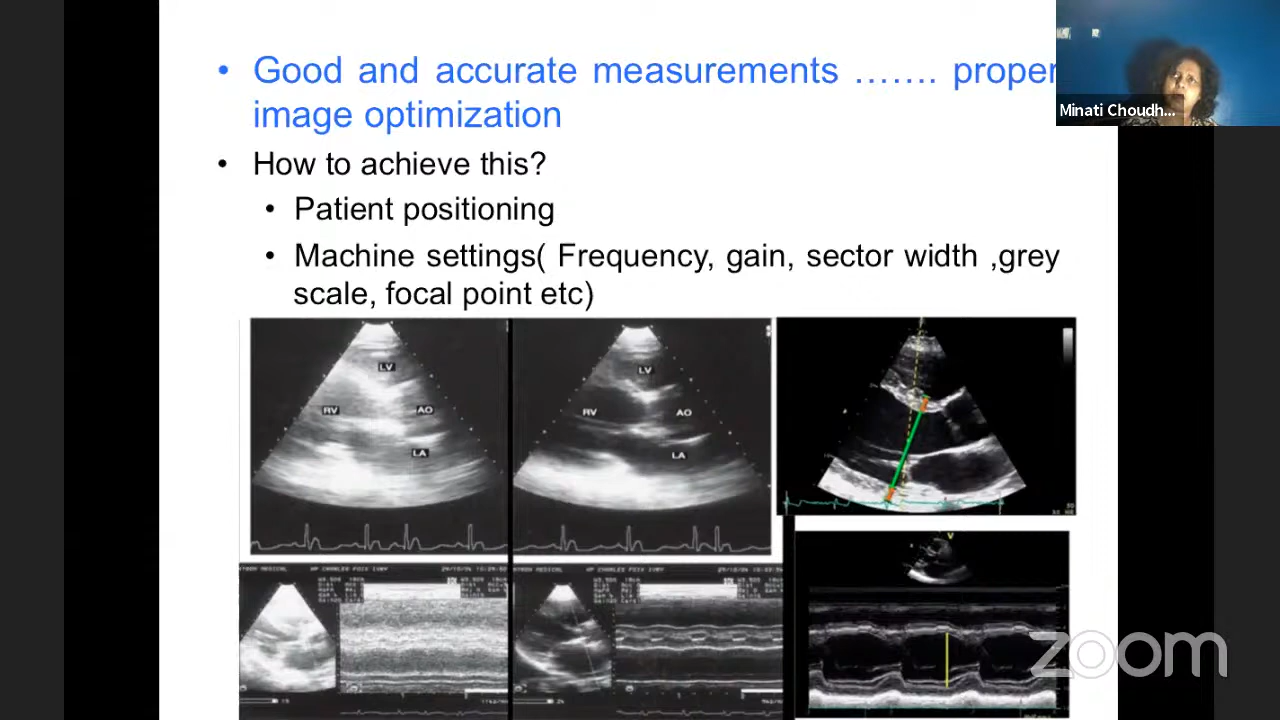 • Good and accurate measurements ……. proper
image optimization
Minati Choudh...
• How to achieve this?
• Patient positioning
• Machine settings( Frequency, gain, sector width ,grey
scale, focal point etc)
LV
RV
AO
LA
LV
RV
AO
LA
V
zoom